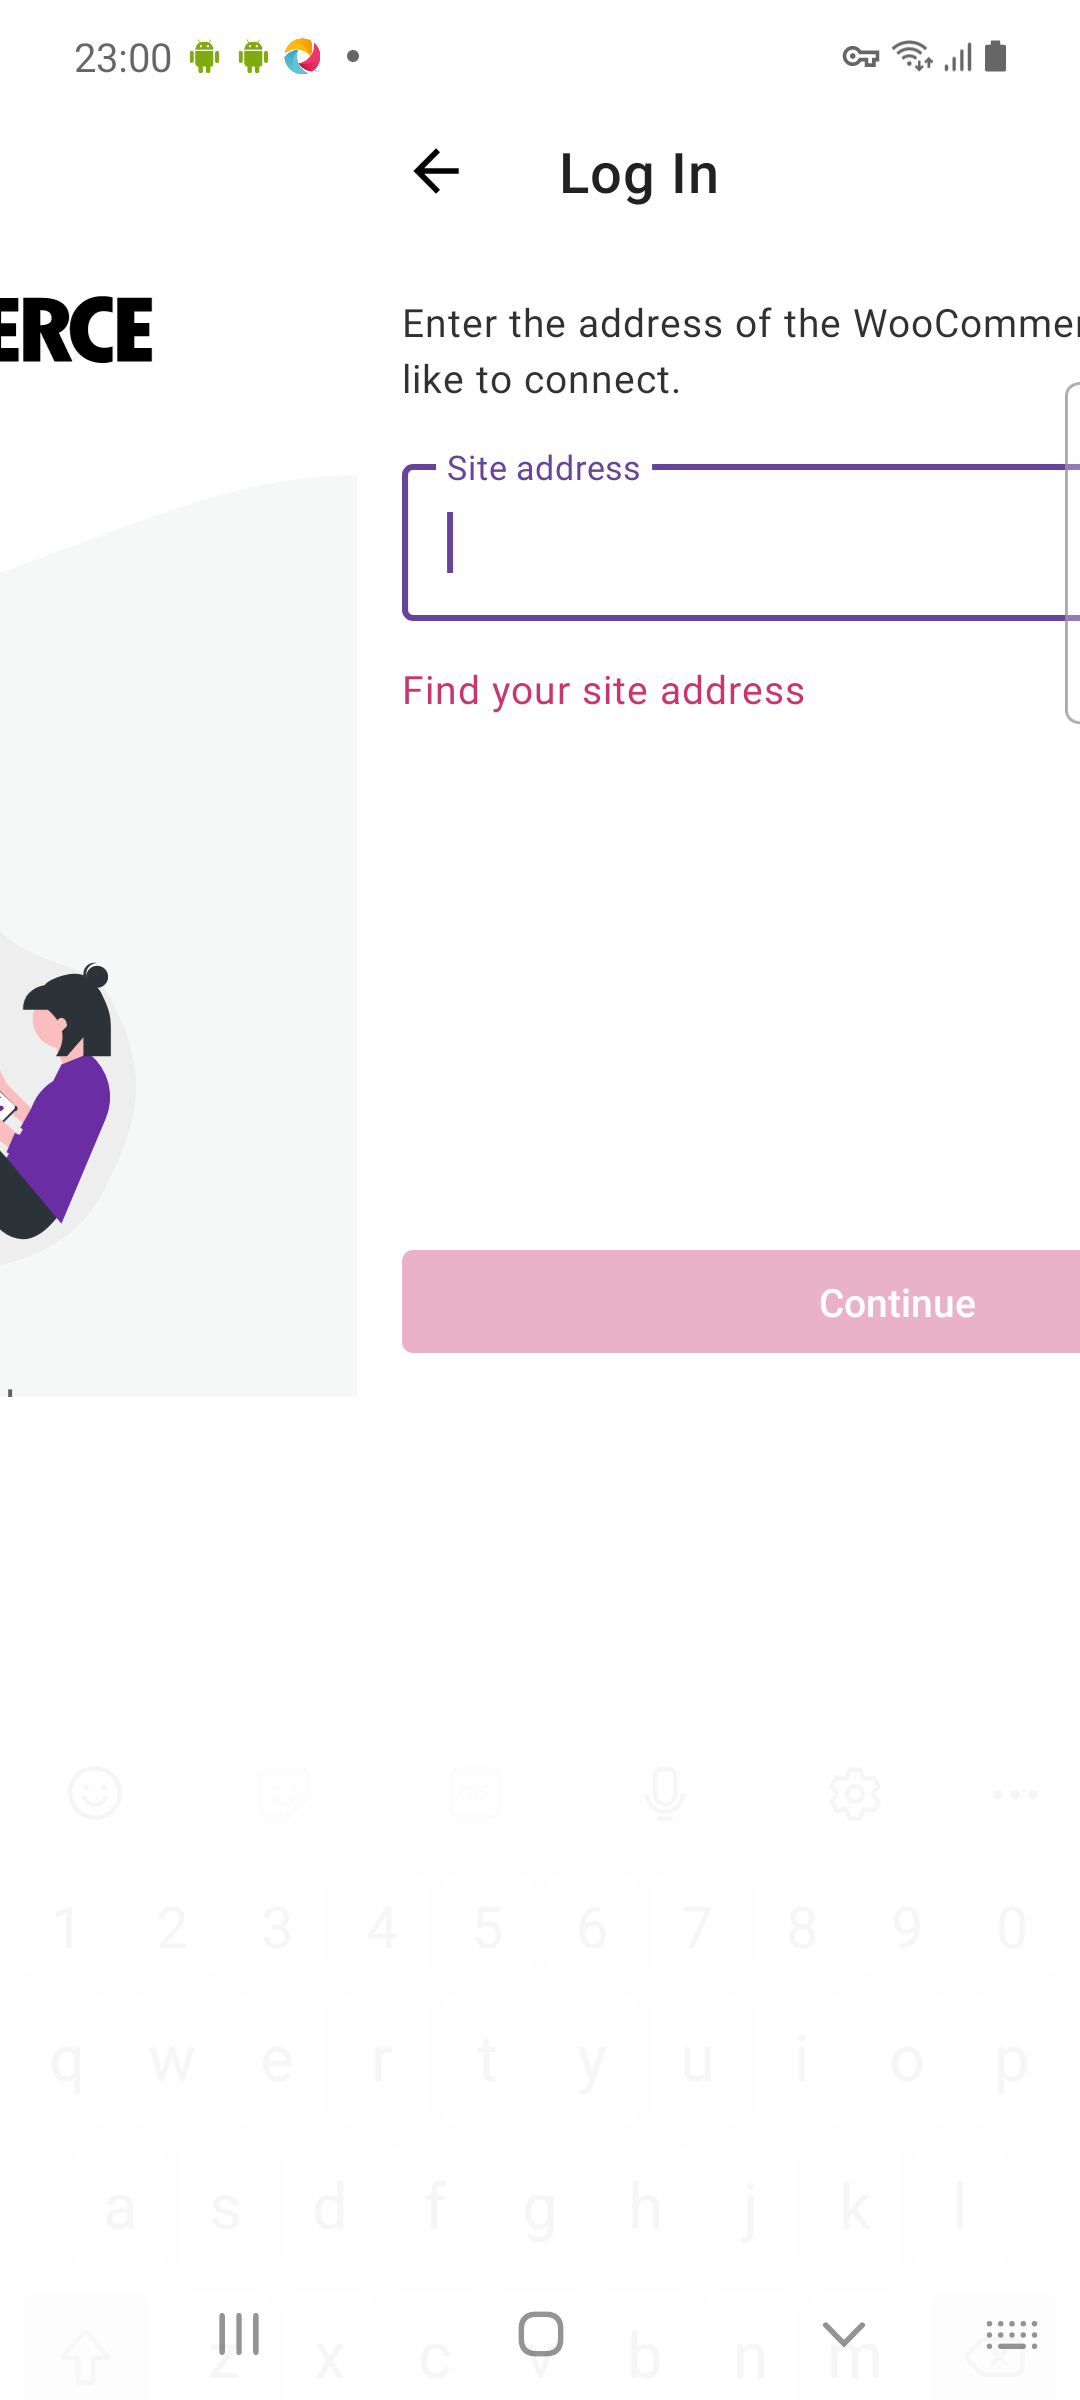 23:00
Log In
ERCE
Enter the address of the WooCommer
like to connect.
Site address
Find your site address
Continue
1 2 3 4 5 6 7 8 9 0
q w e r t y u i o p
a s d f g h j k l
z x c v b n m